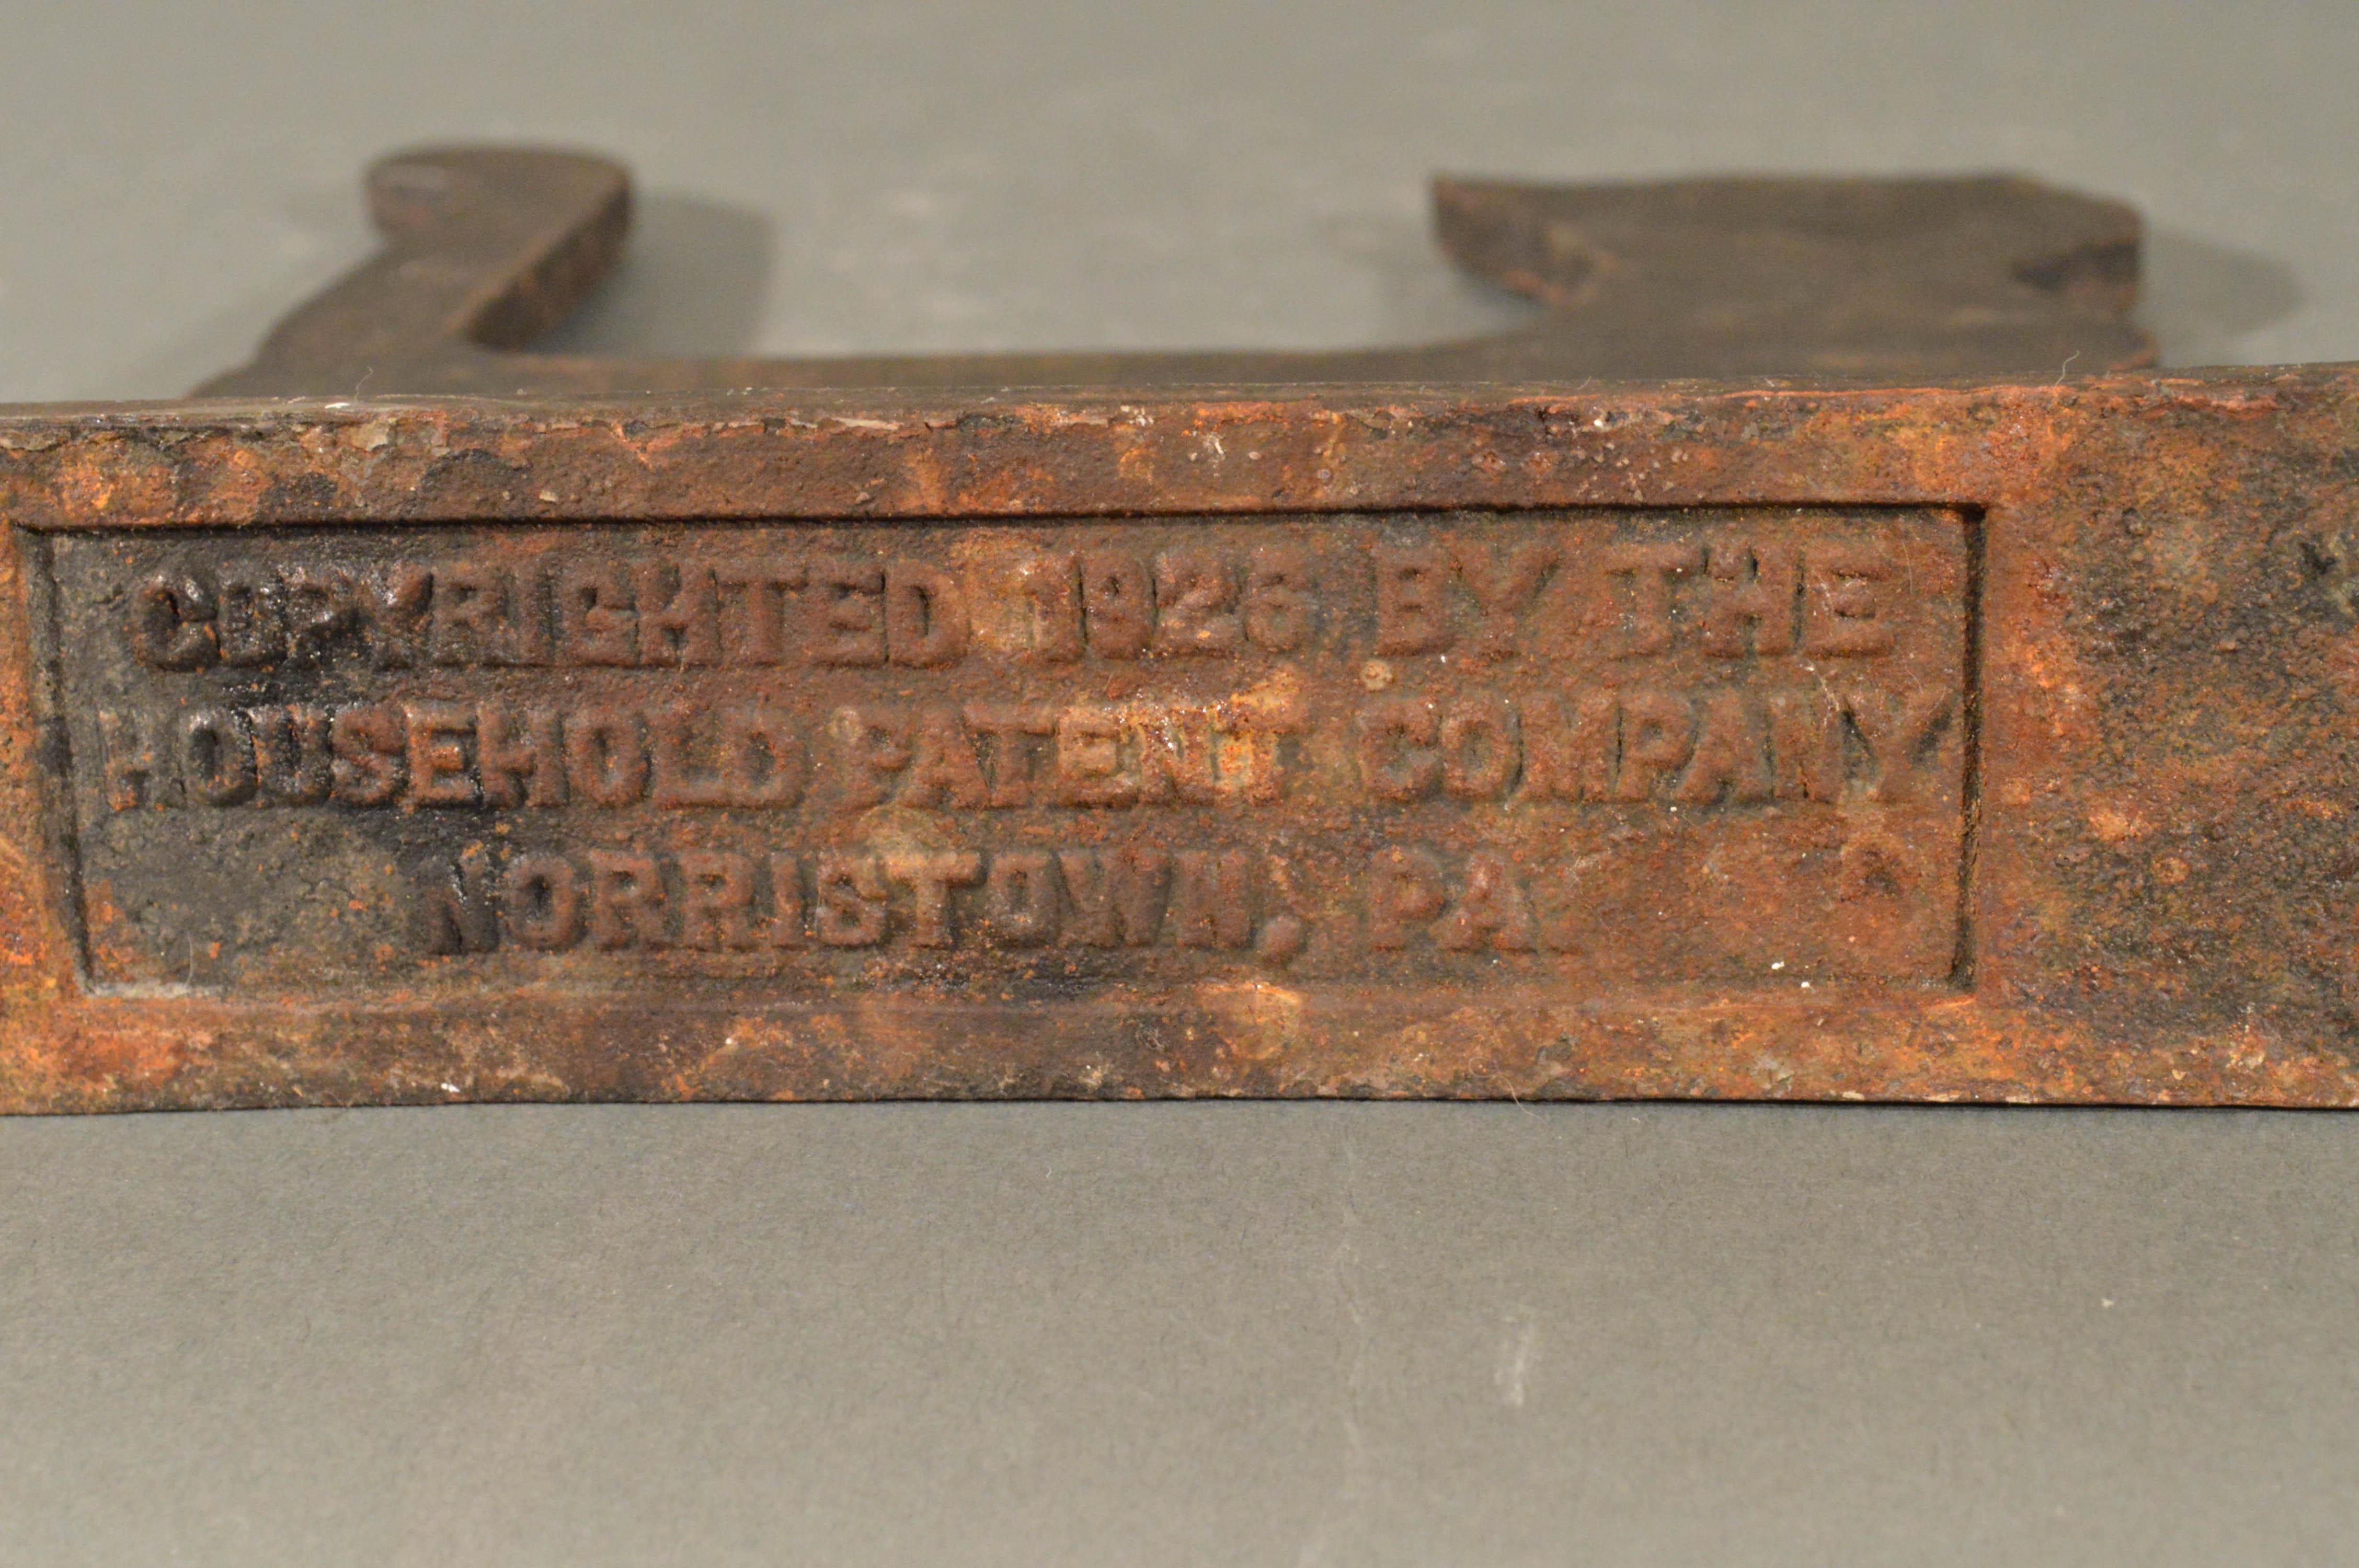 COPYRIGHTED 1926 BY THE
HOUSEHOLD PATENT COMPANY
NORRISTOWN, PA.